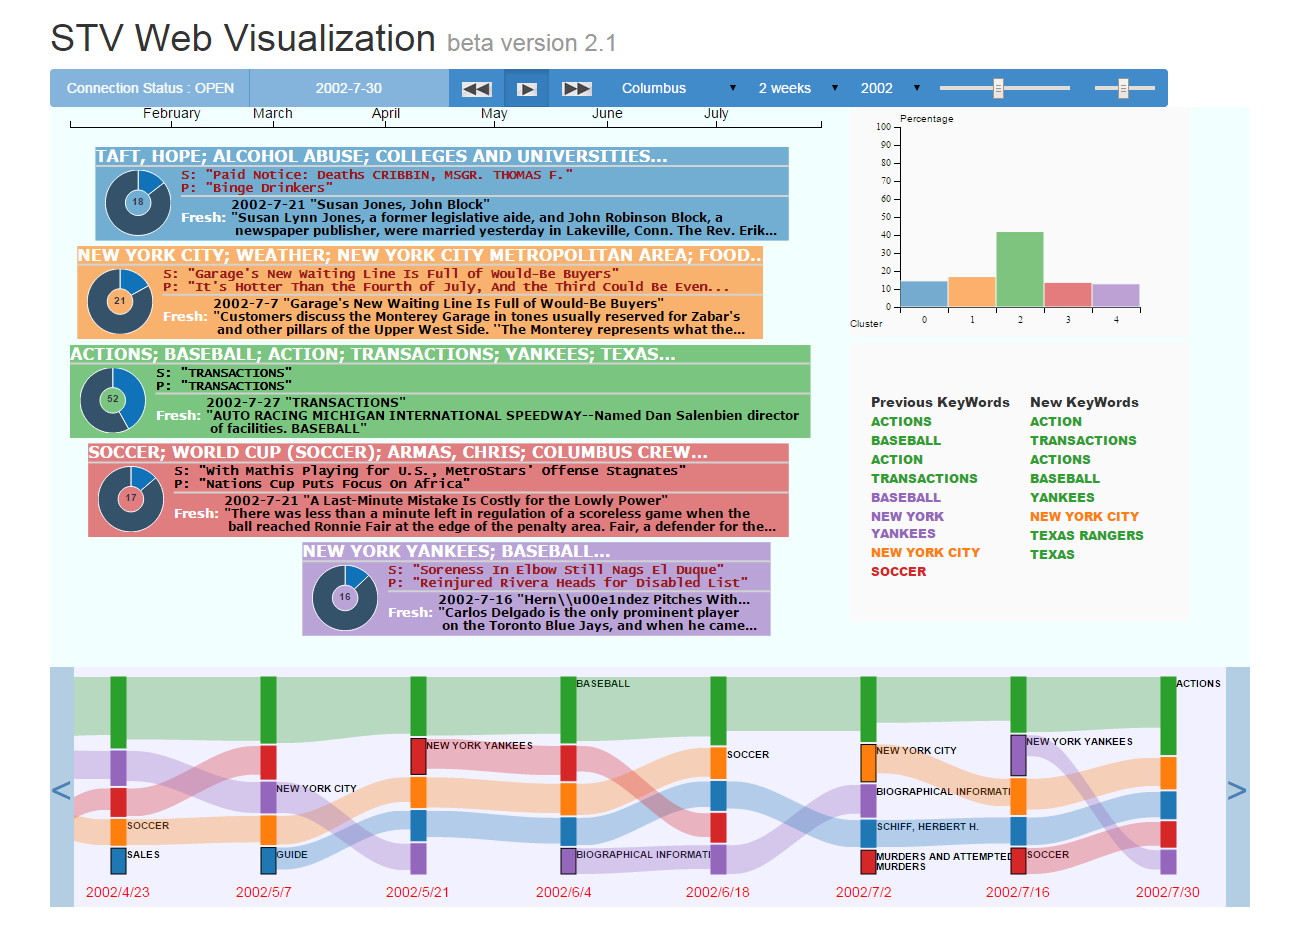 STV Web Visualization beta version 2.1
Connection Status : OPEN 2002-7-30 Columbus 2 weeks 2002
February March April May June July
TAFT, HOPE; ALCOHOL ABUSE; COLLEGES AND UNIVERSITIES...
18
S: "Paid Notice: Deaths CRIBBIN, MSGR. THOMAS F."
P: "Binge Drinkers"
Fresh: 2002-7-21 "Susan Jones, John Block"
"Susan Lynn Jones, a former legislative aide, and John Robinson Block, a
newspaper publisher, were married yesterday in Lakeville, Conn. The Rev. Erik...
NEW YORK CITY; WEATHER; NEW YORK CITY METROPOLITAN AREA; FOOD..
21
S: "Garage's New Waiting Line Is Full of Would-Be Buyers"
P: "It's Hotter Than the Fourth of July, And the Third Could Be Even...
Fresh: 2002-7-7 "Garage's New Waiting Line Is Full of Would-Be Buyers"
"Customers discuss the Monterey Garage in tones usually reserved for Zabar's
and other pillars of the Upper West Side. "The Monterey represents what the...
ACTIONS; BASEBALL; ACTION; TRANSACTIONS; YANKEES; TEXAS...
52
S: "TRANSACTIONS"
P: "TRANSACTIONS"
Fresh: 2002-7-27 "TRANSACTIONS"
"AUTO RACING MICHIGAN INTERNATIONAL SPEEDWAY--Named Dan Salenbien director
of facilities. BASEBALL"
SOCCER; WORLD CUP (SOCCER); ARMAS, CHRIS; COLUMBUS CREW...
17
S: "With Mathis Playing for U.S., MetroStars' Offense Stagnates"
P: "Nations Cup Puts Focus On Africa"
Fresh: 2002-7-21 "A Last-Minute Mistake Is Costly for the Lowly Power"
"There was less than a minute left in regulation of a scoreless game when the
ball reached Ronnie Fair at the edge of the penalty area. Fair, a defender for the...
NEW YORK YANKEES; BASEBALL...
16
S: "Soreness In Elbow Still Nags El Duque"
P: "Reinjured Rivera Heads for Disabled List"
Fresh: 2002-7-16 "Hern\\u00e1ndez Pitches With...
"Carlos Delgado is the only prominent player
on the Toronto Blue Jays, and when he came...
Percentage
100
90
80
70
60
50
40
30
20
10
0
Cluster 0 1 2 3 4
Previous KeyWords
ACTIONS
BASEBALL
ACTION
TRANSACTIONS
BASEBALL
NEW YORK
YANKEES
NEW YORK CITY
SOCCER
New KeyWords
ACTION
TRANSACTIONS
ACTIONS
BASEBALL
YANKEES
NEW YORK CITY
TEXAS RANGERS
TEXAS
< >
SOCCER
SALES
NEW YORK CITY
GUIDE
NEW YORK YANKEES
BASEBALL
BIOGRAPHICAL INFORMATI
SOCCER
NEW YORK CITY
BIOGRAPHICAL INFORMATI
SCHIFF, HERBERT H.
MURDERS AND ATTEMPTED
MURDERS
NEW YORK YANKEES
SOCCER
ACTIONS
2002/4/23 2002/5/7 2002/5/21 2002/6/4 2002/6/18 2002/7/2 2002/7/16 2002/7/30